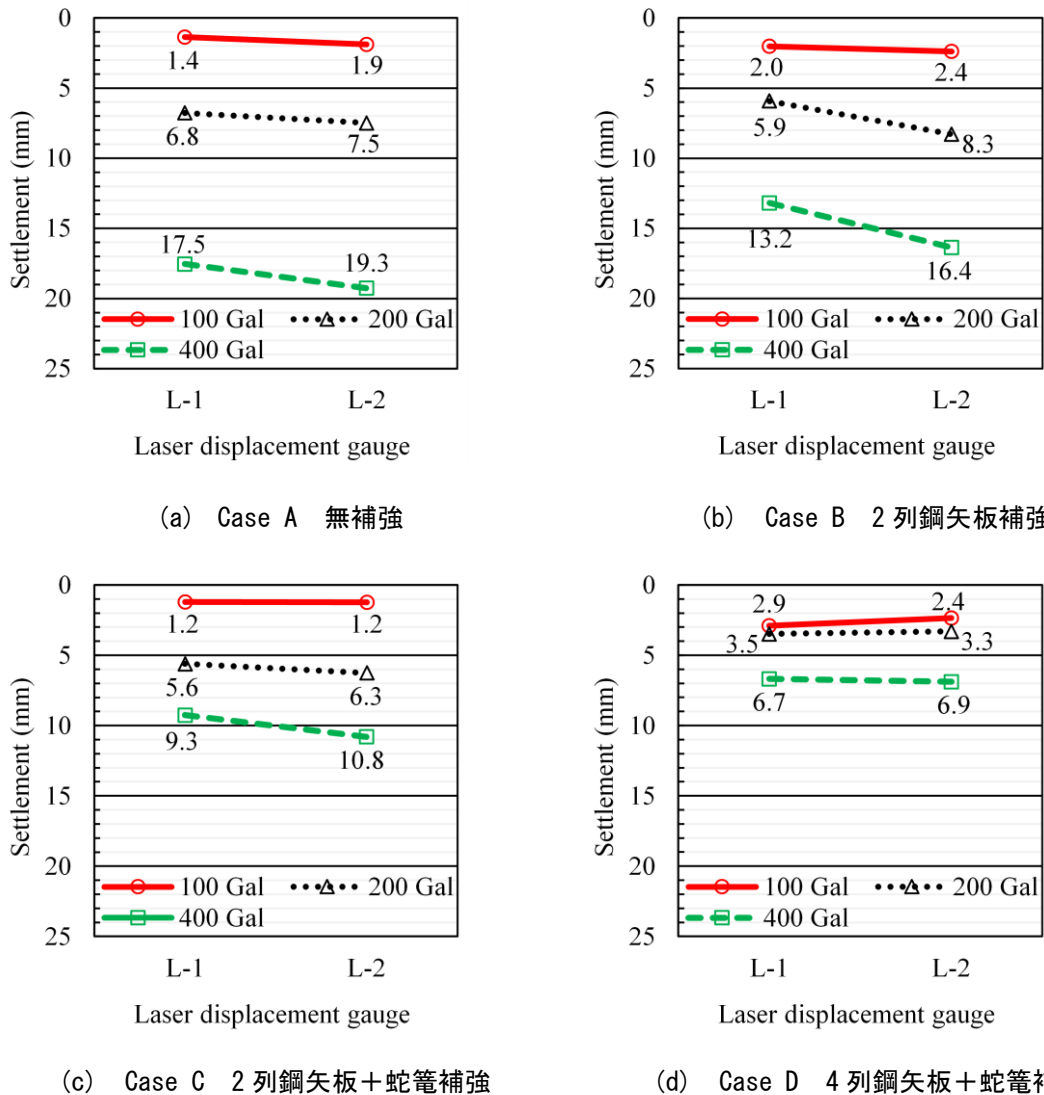 0
5
10
15
20
25
Settlement (mm)
1.4
1.9
6.8
7.5
17.5
19.3
100 Gal
200 Gal
400 Gal
L-1
L-2
Laser displacement gauge
(a) Case A 無補強
0
5
10
15
20
25
Settlement (mm)
2.0
2.4
5.9
8.3
13.2
16.4
100 Gal
200 Gal
400 Gal
L-1
L-2
Laser displacement gauge
(b) Case B 2列鋼矢板補強
0
5
10
15
20
25
Settlement (mm)
1.2
1.2
5.6
6.3
9.3
10.8
100 Gal
200 Gal
400 Gal
L-1
L-2
Laser displacement gauge
(c) Case C 2列鋼矢板＋蛇篭補強
0
5
10
15
20
25
Settlement (mm)
2.9
2.4
3.5
3.3
6.7
6.9
100 Gal
200 Gal
400 Gal
L-1
L-2
Laser displacement gauge
(d) Case D 4列鋼矢板＋蛇篭